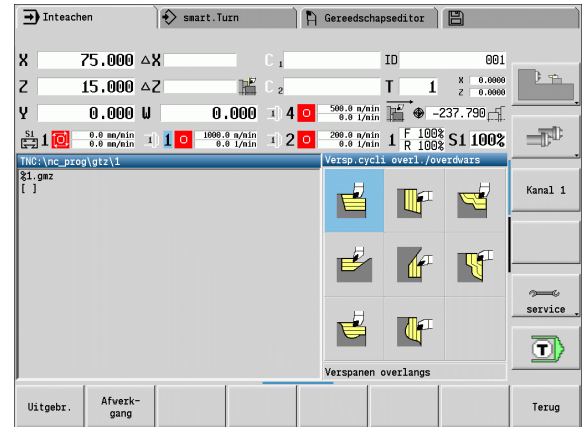 Inteachen smart.Turn Gereedschapseditor
X 75.000 ΔX C 1 ID 001
Z 15.000 ΔZ C 2 T 1 X 0.0000 Z 0.0000
Y 0.000 U 0.000 4 500.0 m/min 0.0 1/min -237.790
S1 1 0.0 mm/min 0.0 mm/min 1 1000.0 m/min 0.0 1/min 2 200.0 m/min 0.0 1/min 1 F 100% R 100% S1 100%
TNC:\nc_prog\gtz\1 Versp.cycli overl./overdwars
%1.gmz
[ ]
Kanal 1
service
T
Verspanen overlangs
Uitgebr. Afwerk-
gang Terug